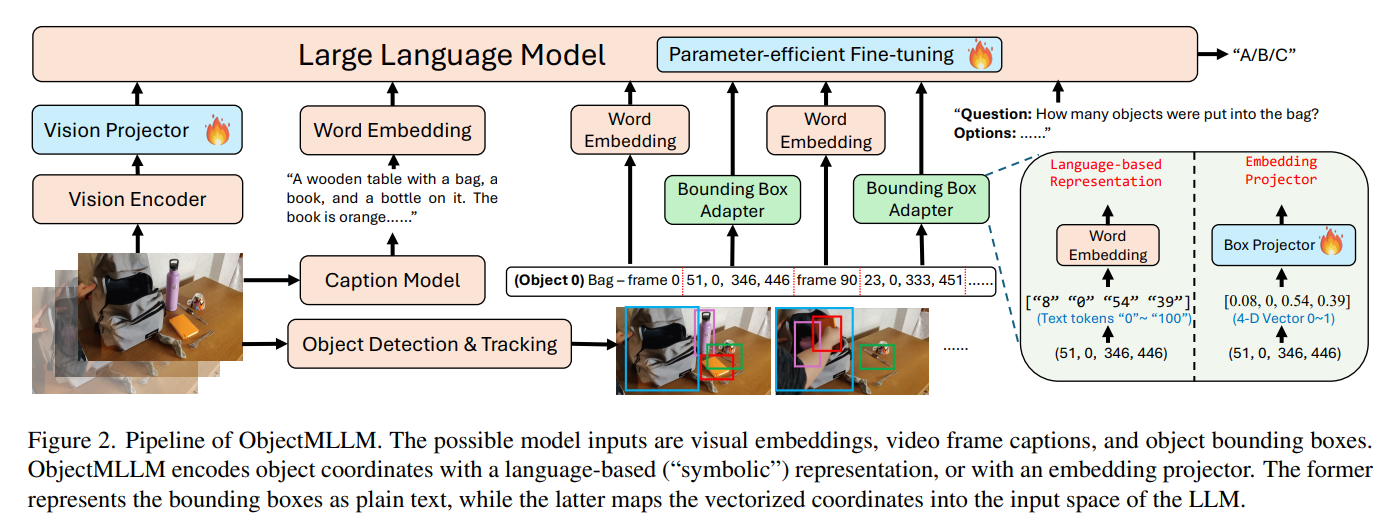 Large Language Model
Parameter-efficient Fine-tuning
“A/B/C”
Vision Projector
Word Embedding
Word
Embedding
Word
Embedding
“Question: How many objects were put into the bag?
Options: ......”
Vision Encoder
“A wooden table with a bag, a
book, and a bottle on it. The
book is orange......”
Bounding Box
Adapter
Bounding Box
Adapter
Caption Model
(Object 0) Bag – frame 0 51, 0, 346, 446 frame 90 23, 0, 333, 451 ......
Object Detection & Tracking
......
Language-based
Representation
Word
Embedding
[“8” “0” “54” “39”]
(Text tokens “0”~ “100”)
(51, 0, 346, 446)
Embedding
Projector
Box Projector
[0.08, 0, 0.54, 0.39]
(4-D Vector 0~1)
(51, 0, 346, 446)
Figure 2. Pipeline of ObjectMLLM. The possible model inputs are visual embeddings, video frame captions, and object bounding boxes.
ObjectMLLM encodes object coordinates with a language-based (“symbolic”) representation, or with an embedding projector. The former
represents the bounding boxes as plain text, while the latter maps the vectorized coordinates into the input space of the LLM.